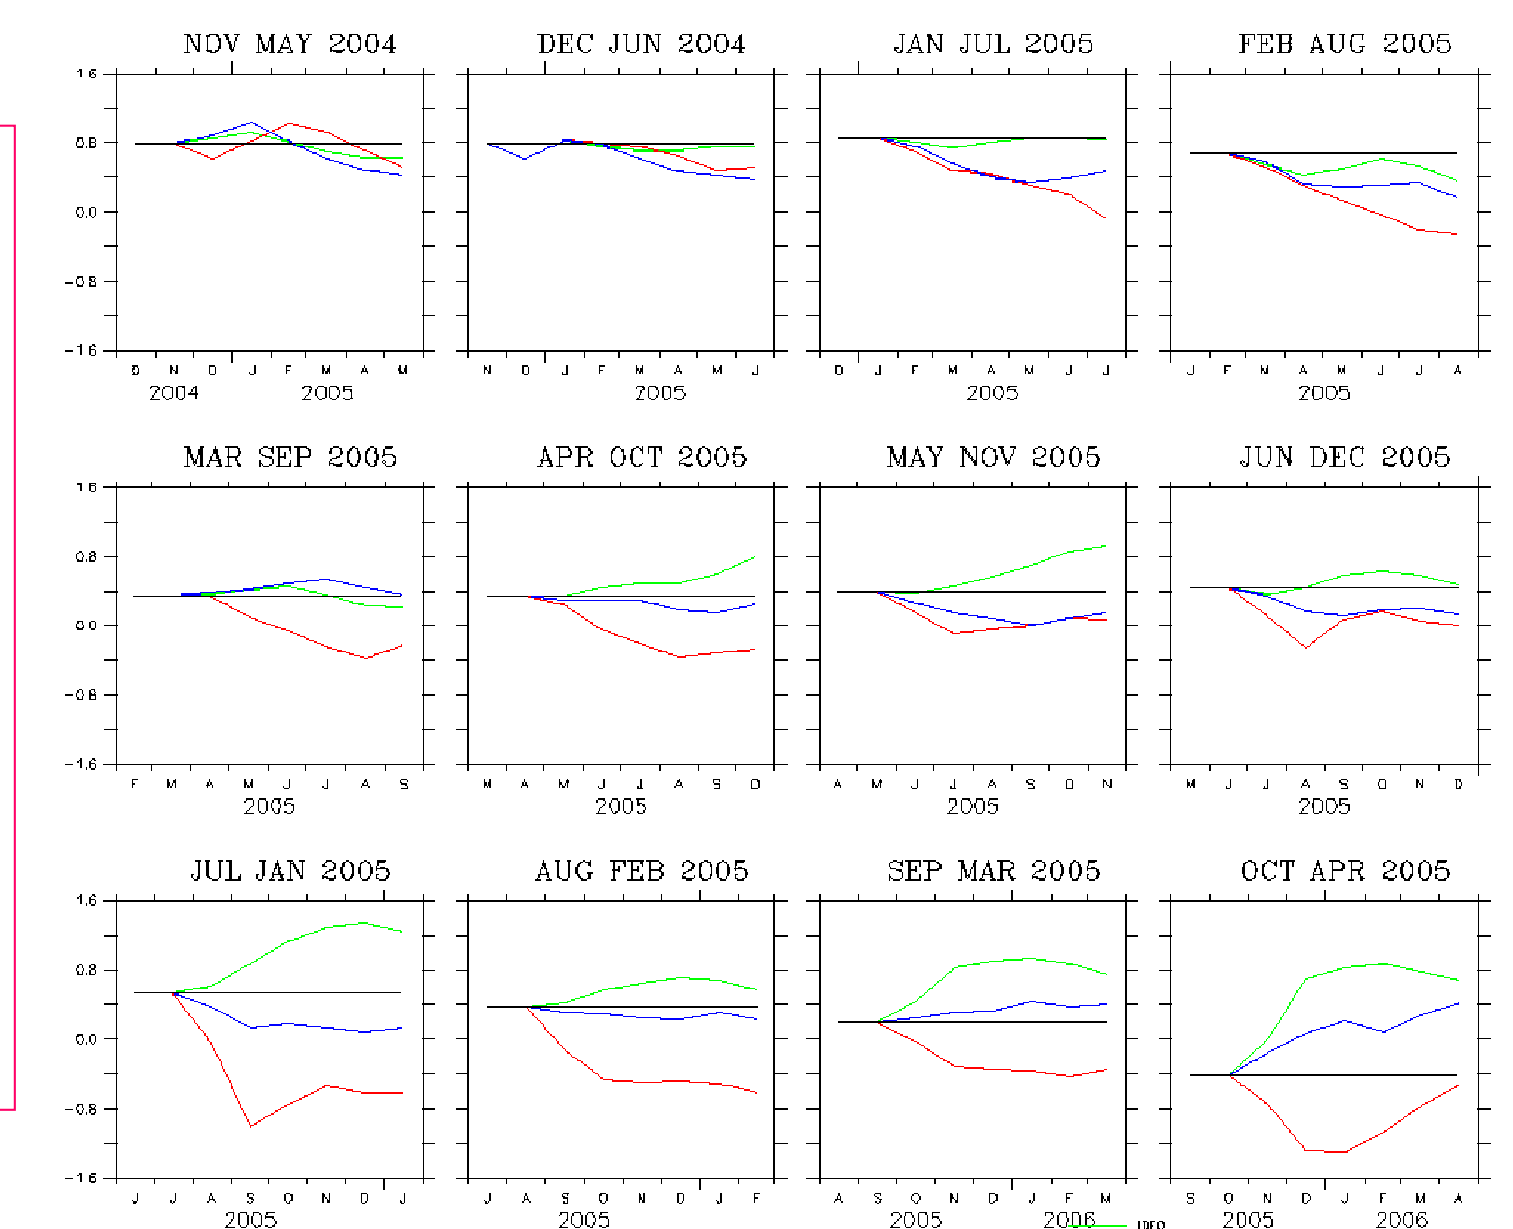 NOV MAY 2004 DEC JUN 2004 JAN JUL 2005 FEB AUG 2005
1.6
0.8
0.0
-0.8
-1.6
O N D J F M A M N D J F M A M J D J F M A M J J J F M A M J J A
2004 2005 2005 2005 2005
MAR SEP 2005 APR OCT 2005 MAY NOV 2005 JUN DEC 2005
1.6
0.8
0.0
-0.8
-1.6
F M A M J J A S M A M J J A S O A M J J A S O N M J J A S O N D
2005 2005 2005 2005
JUL JAN 2005 AUG FEB 2005 SEP MAR 2005 OCT APR 2005
1.6
0.8
0.0
-0.8
-1.6
J J A S O N D J J A S O N D J F A S O N D J F M S O N D J F M A
2005 2005 2005 2006 2005 2006